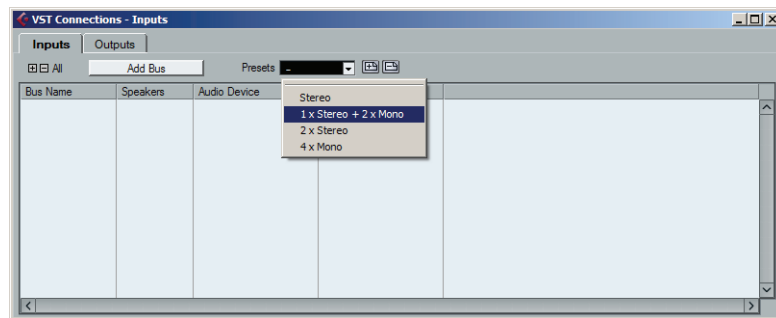 VST Connections - Inputs
Inputs Outputs
All Add Bus Presets -
Bus Name Speakers Audio Device
Stereo
1 x Stereo + 2 x Mono
2 x Stereo
4 x Mono